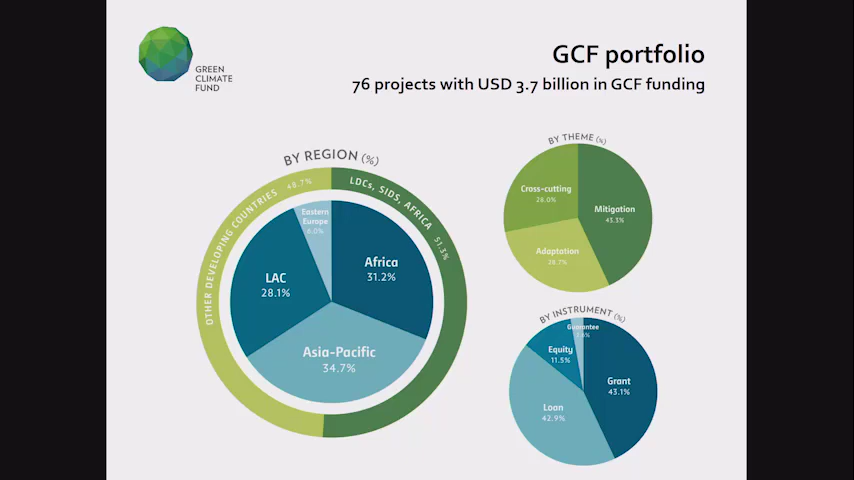 GREEN
CLIMATE
FUND
GCF portfolio
76 projects with USD 3.7 billion in GCF funding
BY REGION (%)
OTHER DEVELOPING COUNTRIES 48.7%
LDCs, SIDS, AFRICA 51.3%
Eastern
Europe
6.0%
Africa
31.2%
LAC
28.1%
Asia-Pacific
34.7%
BY THEME (%)
Cross-cutting
28.0%
Mitigation
43.3%
Adaptation
28.7%
BY INSTRUMENT (%)
Guarantee
Equity
11.5%
Grant
43.1%
Loan
42.9%